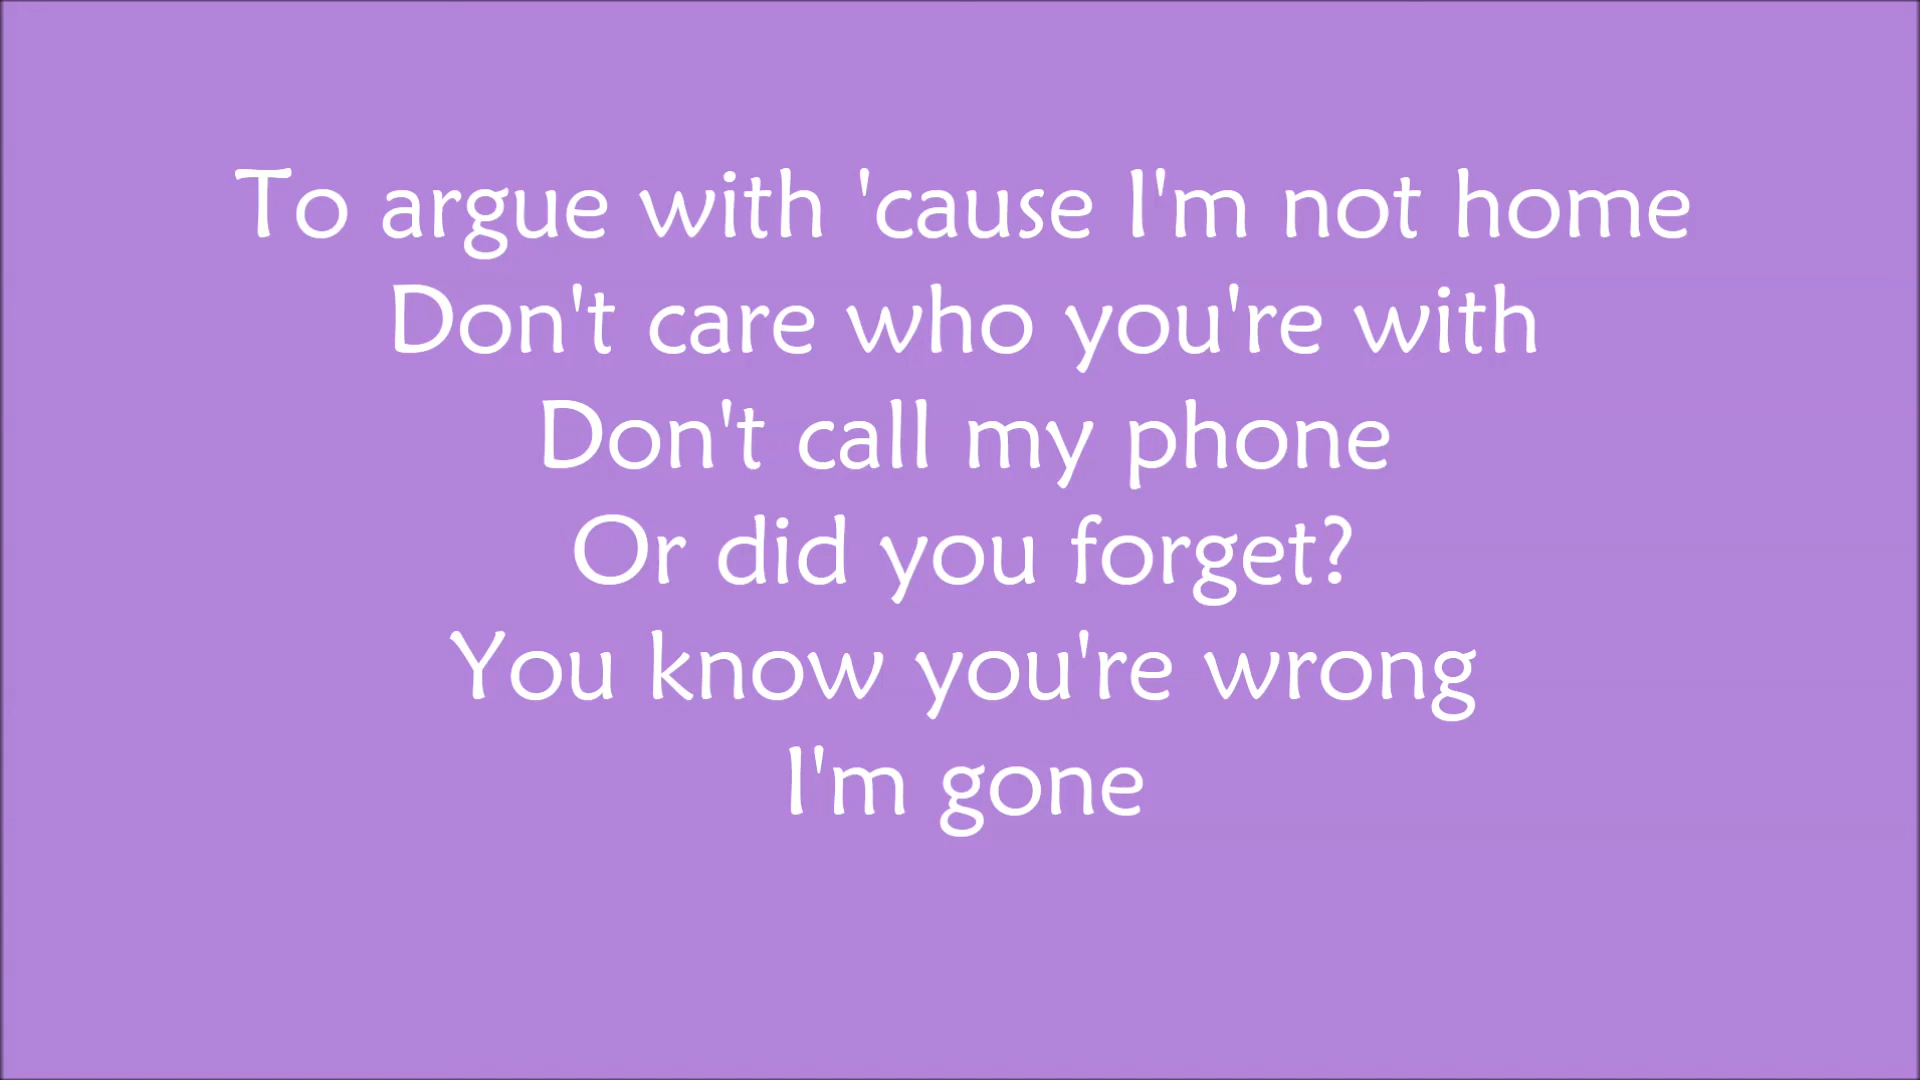 To argue with 'cause I'm not home
Don't care who you're with
Don't call my phone
Or did you forget?
You know you're wrong
I'm gone